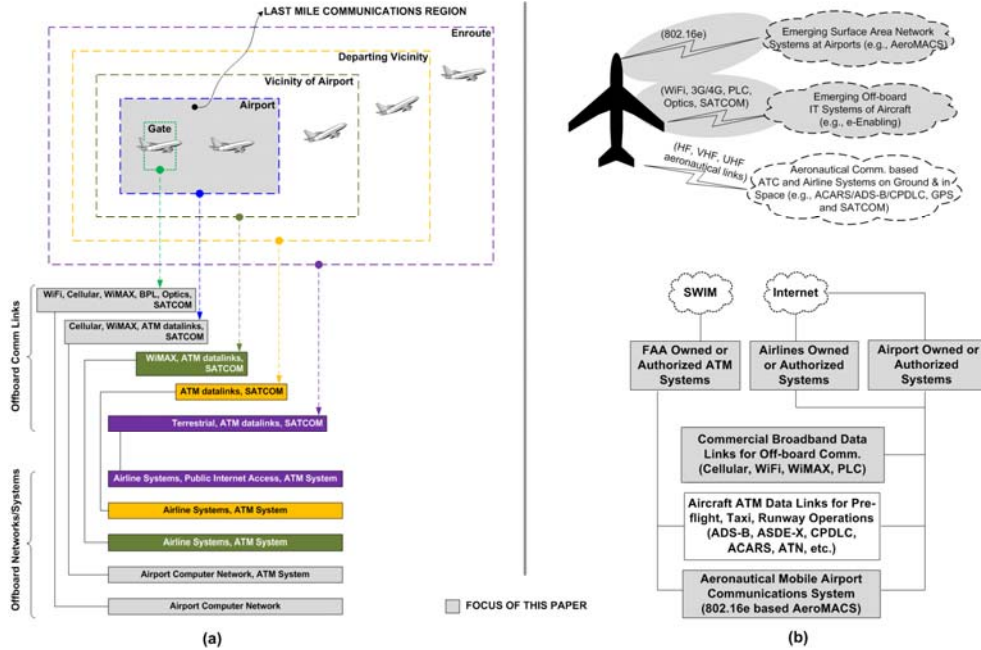 LAST MILE COMMUNICATIONS REGION
Enroute
Departing Vicinity
Vicinity of Airport
Airport
Gate
Offboard Comm Links
WiFi, Cellular, WiMAX, BPL, Optics,
SATCOM
Cellular, WiMAX, ATM datalinks,
SATCOM
WiMAX, ATM datalinks,
SATCOM
ATM datalinks, SATCOM
Terrestrial, ATM datalinks, SATCOM
Offboard Networks/Systems
Airline Systems, Public Internet Access, ATM System
Airline Systems, ATM System
Airline Systems, ATM System
Airport Computer Network, ATM System
Airport Computer Network
FOCUS OF THIS PAPER
(a)
(802.16e)
Emerging Surface Area Network
Systems at Airports (e.g., AeroMACS)
(WiFi, 3G/4G, PLC,
Optics, SATCOM)
Emerging Off-board
IT Systems of Aircraft
(e.g., e-Enabling)
(HF, VHF, UHF
aeronautical links)
Aeronautical Comm. based
ATC and Airline Systems on Ground & in
Space (e.g., ACARS/ADS-B/CPDLC, GPS
and SATCOM)
SWIM
Internet
FAA Owned or
Authorized ATM
Systems
Airlines Owned
or Authorized
Systems
Airport Owned or
Authorized
Systems
Commercial Broadband Data
Links for Off-board Comm.
(Cellular, WiFi, WiMAX, PLC)
Aircraft ATM Data Links for Pre-
flight, Taxi, Runway Operations
(ADS-B, ASDE-X, CPDLC,
ACARS, ATN, etc.)
Aeronautical Mobile Airport
Communications System
(802.16e based AeroMACS)
(b)